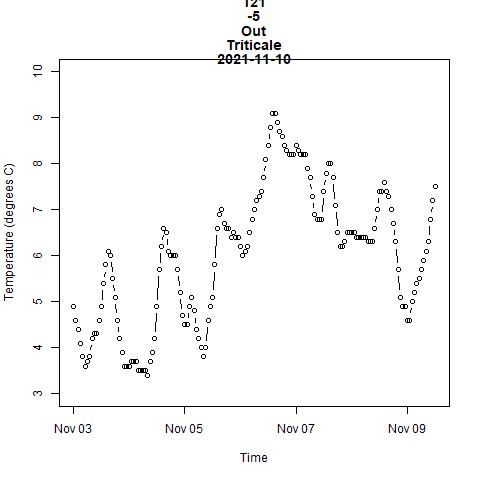 121
-5
Out
Triticale
2021-11-10
Temperature (degrees C)
10
9
8
7
6
5
4
3
Nov 03
Nov 05
Nov 07
Nov 09
Time